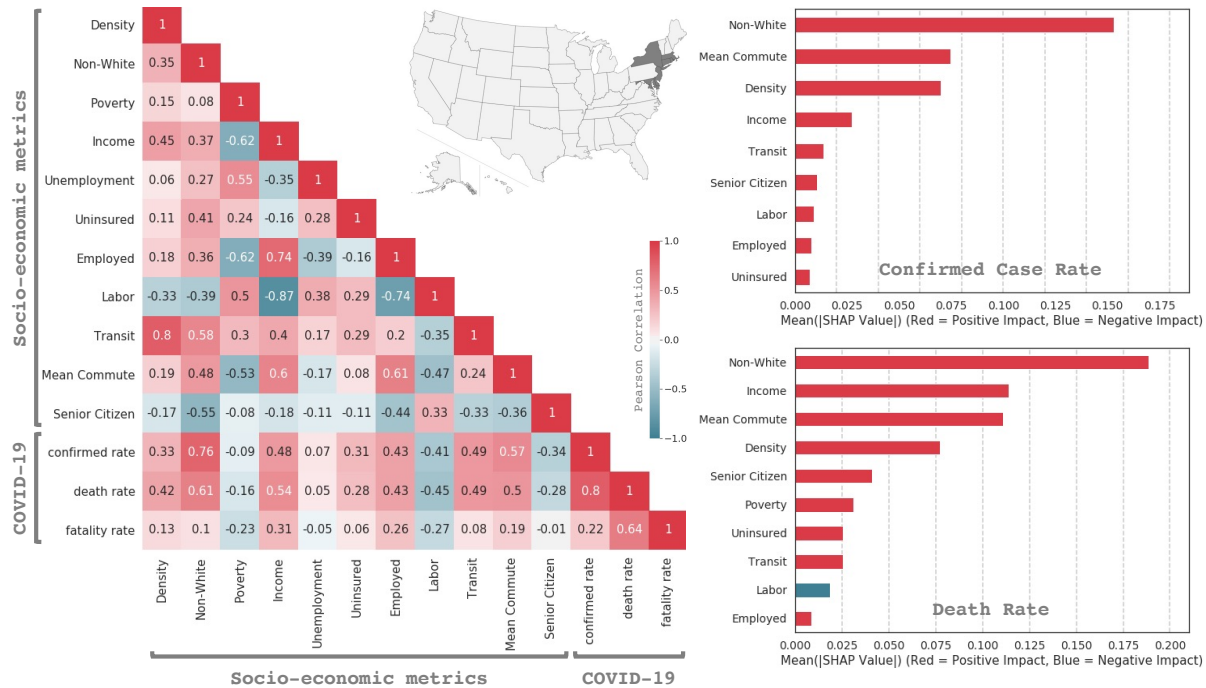 Socio-economic metrics
COVID-19
Density 1
Non-White 0.35 1
Poverty 0.15 0.08 1
Income 0.45 0.37 -0.62 1
Unemployment 0.06 0.27 0.55 -0.35 1
Uninsured 0.11 0.41 0.24 -0.16 0.28 1
Employed 0.18 0.36 -0.62 0.74 -0.39 -0.16 1
Labor -0.33 -0.39 0.5 -0.87 0.38 0.29 -0.74 1
Transit 0.8 0.58 0.3 0.4 0.17 0.29 0.2 -0.35 1
Mean Commute 0.19 0.48 -0.53 0.6 -0.17 0.08 0.61 -0.47 0.24 1
Senior Citizen -0.17 -0.55 -0.08 -0.18 -0.11 -0.11 -0.44 0.33 -0.33 -0.36 1
confirmed rate 0.33 0.76 -0.09 0.48 0.07 0.31 0.43 -0.41 0.49 0.57 -0.34 1
death rate 0.42 0.61 -0.16 0.54 0.05 0.28 0.43 -0.45 0.49 0.5 -0.28 0.8 1
fatality rate 0.13 0.1 -0.23 0.31 -0.05 0.06 0.26 -0.27 0.08 0.19 -0.01 0.22 0.64 1
Density Non-White Poverty Income Unemployment Uninsured Employed Labor Transit Mean Commute Senior Citizen confirmed rate death rate fatality rate
Socio-economic metrics COVID-19
Pearson Correlation
1.0
0.5
0.0
−0.5
−1.0
Non-White
Mean Commute
Density
Income
Transit
Senior Citizen
Labor
Employed
Uninsured
Confirmed Case Rate
0.000 0.025 0.050 0.075 0.100 0.125 0.150 0.175
Mean(|SHAP Value|) (Red = Positive Impact, Blue = Negative Impact)
Non-White
Income
Mean Commute
Density
Senior Citizen
Poverty
Uninsured
Transit
Labor
Employed
Death Rate
0.000 0.025 0.050 0.075 0.100 0.125 0.150 0.175 0.200
Mean(|SHAP Value|) (Red = Positive Impact, Blue = Negative Impact)